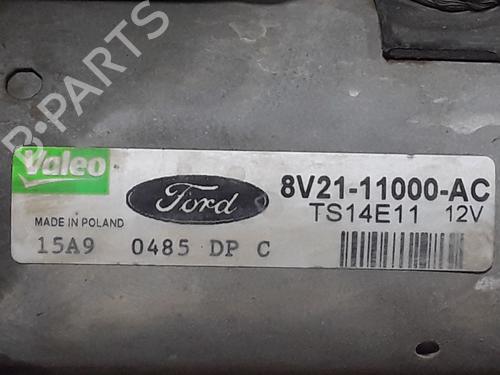 B-PARTS
Valeo
Ford
8V21-11000-AC
TS14E11 12V
MADE IN POLAND
15A9 0485 DP C